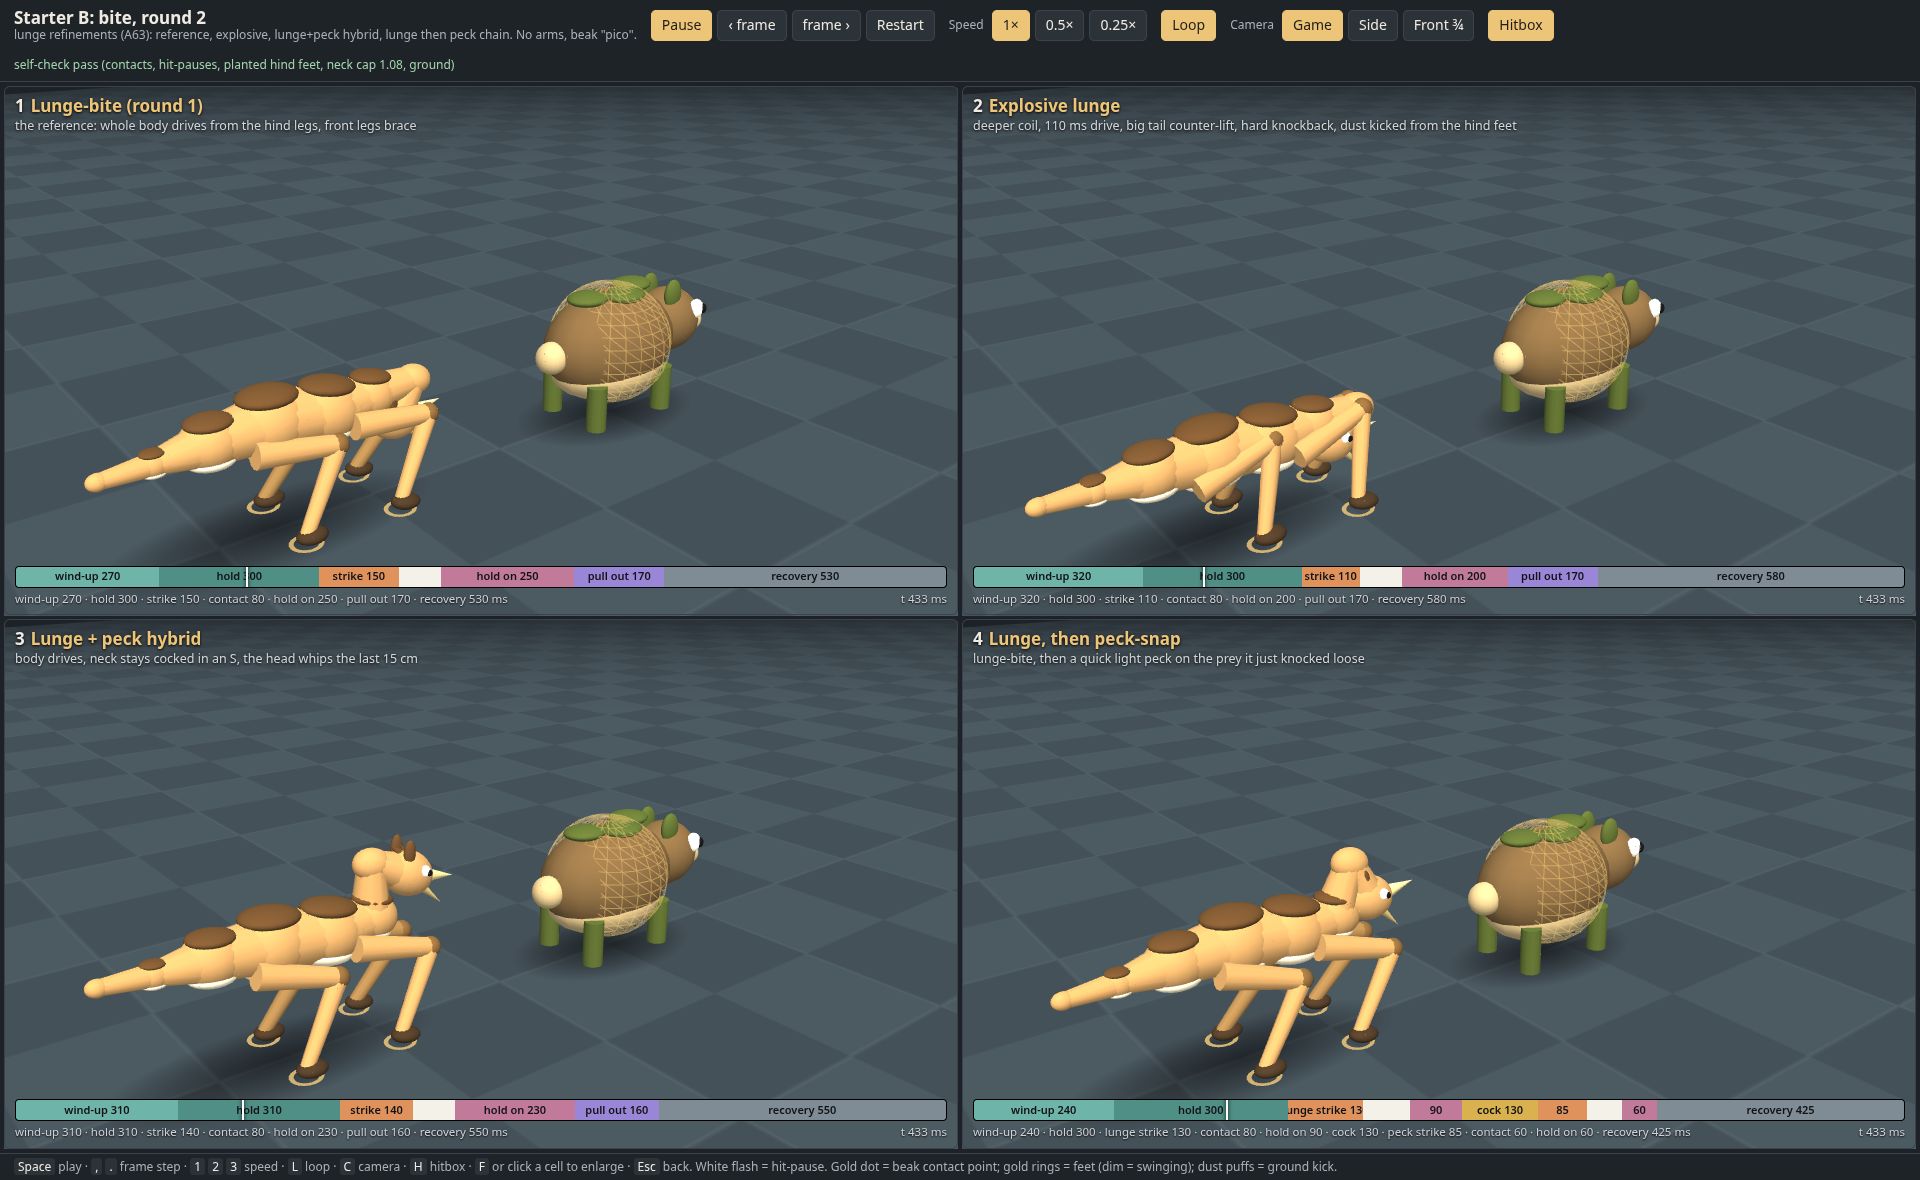 Starter B: bite, round 2
lunge refinements (A63): reference, explosive, lunge+peck hybrid, lunge then peck chain. No arms, beak "pico".
Pause ‹ frame frame › Restart Speed 1× 0.5× 0.25× Loop Camera Game Side Front ¾ Hitbox
self-check pass (contacts, hit-pauses, planted hind feet, neck cap 1.08, ground)
1 Lunge-bite (round 1)
the reference: whole body drives from the hind legs, front legs brace
wind-up 270 hold 300 strike 150 hold on 250 pull out 170 recovery 530
wind-up 270 · hold 300 · strike 150 · contact 80 · hold on 250 · pull out 170 · recovery 530 ms t 433 ms
2 Explosive lunge
deeper coil, 110 ms drive, big tail counter-lift, hard knockback, dust kicked from the hind feet
wind-up 320 hold 300 strike 110 hold on 200 pull out 170 recovery 580
wind-up 320 · hold 300 · strike 110 · contact 80 · hold on 200 · pull out 170 · recovery 580 ms t 433 ms
3 Lunge + peck hybrid
body drives, neck stays cocked in an S, the head whips the last 15 cm
wind-up 310 hold 310 strike 140 hold on 230 pull out 160 recovery 550
wind-up 310 · hold 310 · strike 140 · contact 80 · hold on 230 · pull out 160 · recovery 550 ms t 433 ms
4 Lunge, then peck-snap
lunge-bite, then a quick light peck on the prey it just knocked loose
wind-up 240 hold 300 unge strike 13 90 cock 130 85 60 recovery 425
wind-up 240 · hold 300 · lunge strike 130 · contact 80 · hold on 90 · cock 130 · peck strike 85 · contact 60 · hold on 60 · recovery 425 ms t 433 ms
Space play · , . frame step · 1 2 3 speed · L loop · C camera · H hitbox · F or click a cell to enlarge · Esc back. White flash = hit-pause. Gold dot = beak contact point; gold rings = feet (dim = swinging); dust puffs = ground kick.